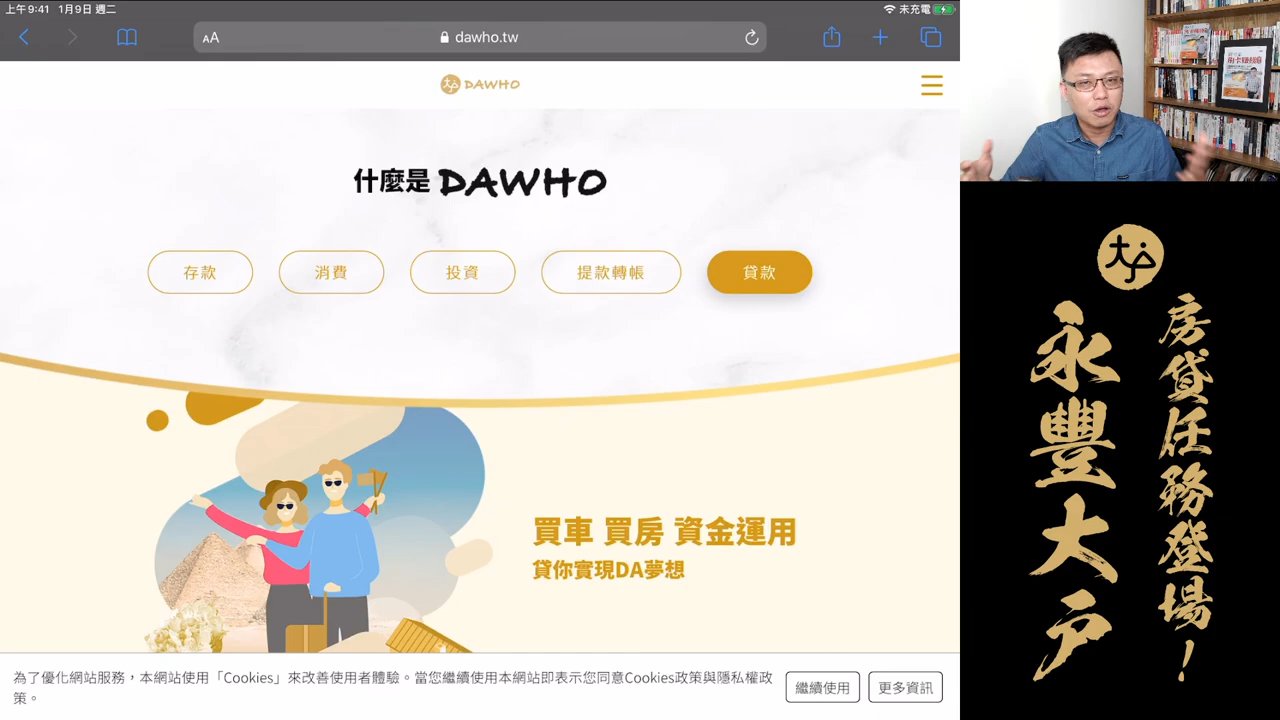 上午9:41 1月9日 週二
未充電
AA
dawho.tw
大戶 DAWHO
什麼是 DAWHO
存款
消費
投資
提款轉帳
貸款
買車 買房 資金運用
貸你實現DA夢想
為了優化網站服務，本網站使用「Cookies」來改善使用者體驗。當您繼續使用本網站即表示您同意Cookies政策與隱私權政
策。
繼續使用
更多資訊
大戶
房貸任務登場！
永豐大戶